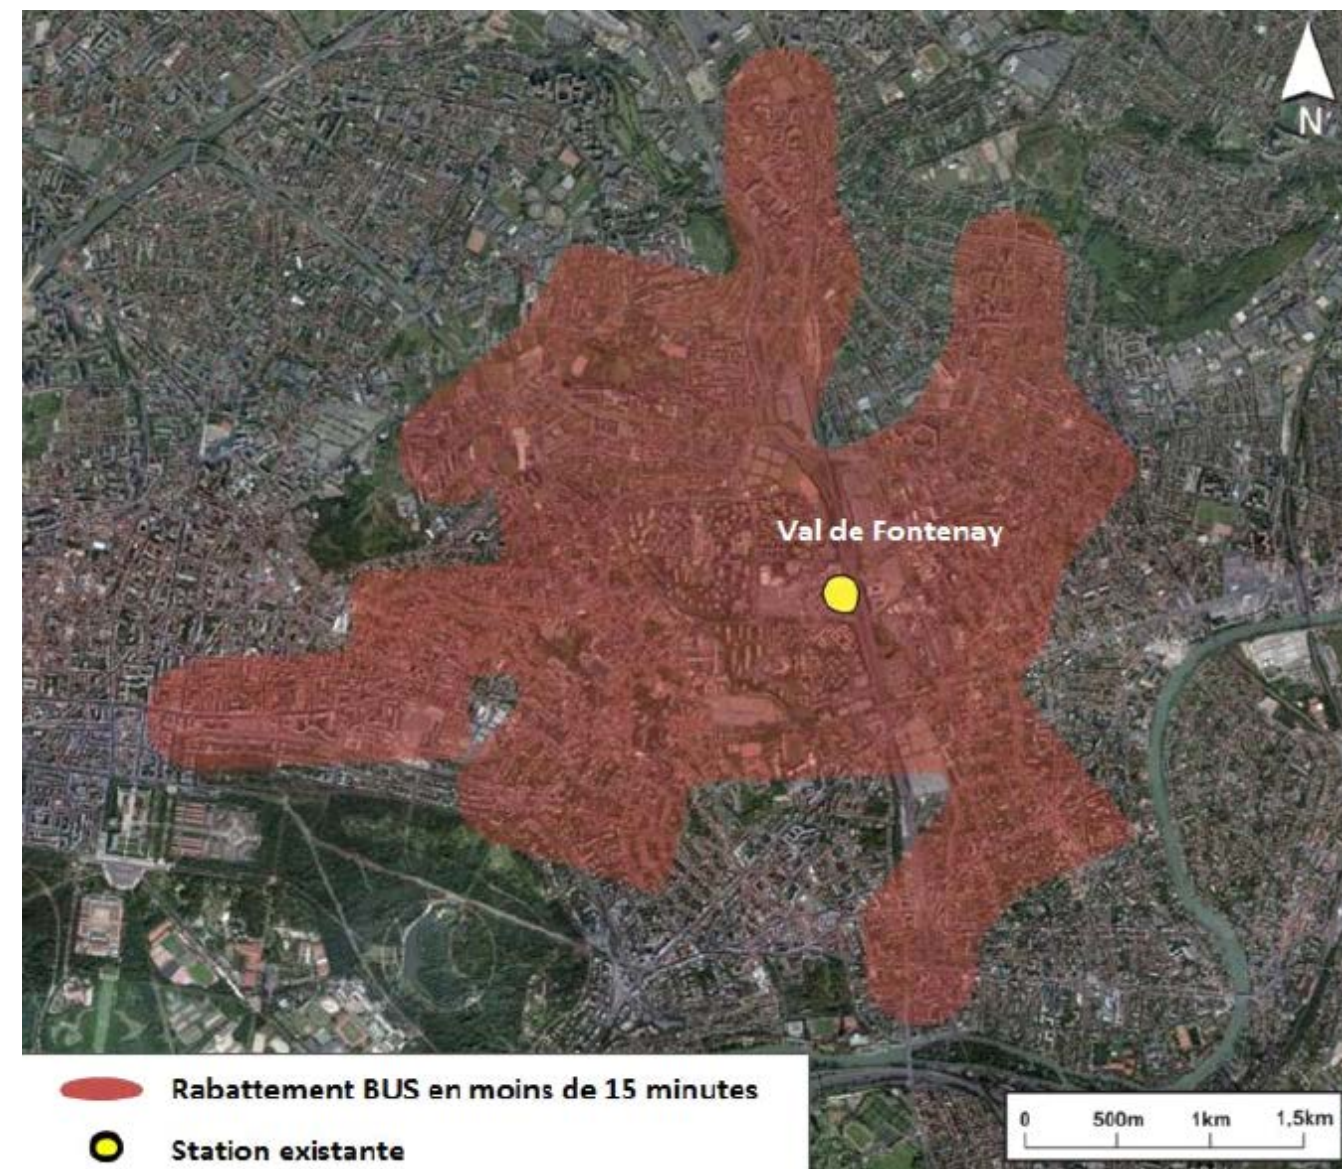 N
Val de Fontenay
Rabattement BUS en moins de 15 minutes
Station existante
0 500m 1km 1,5km